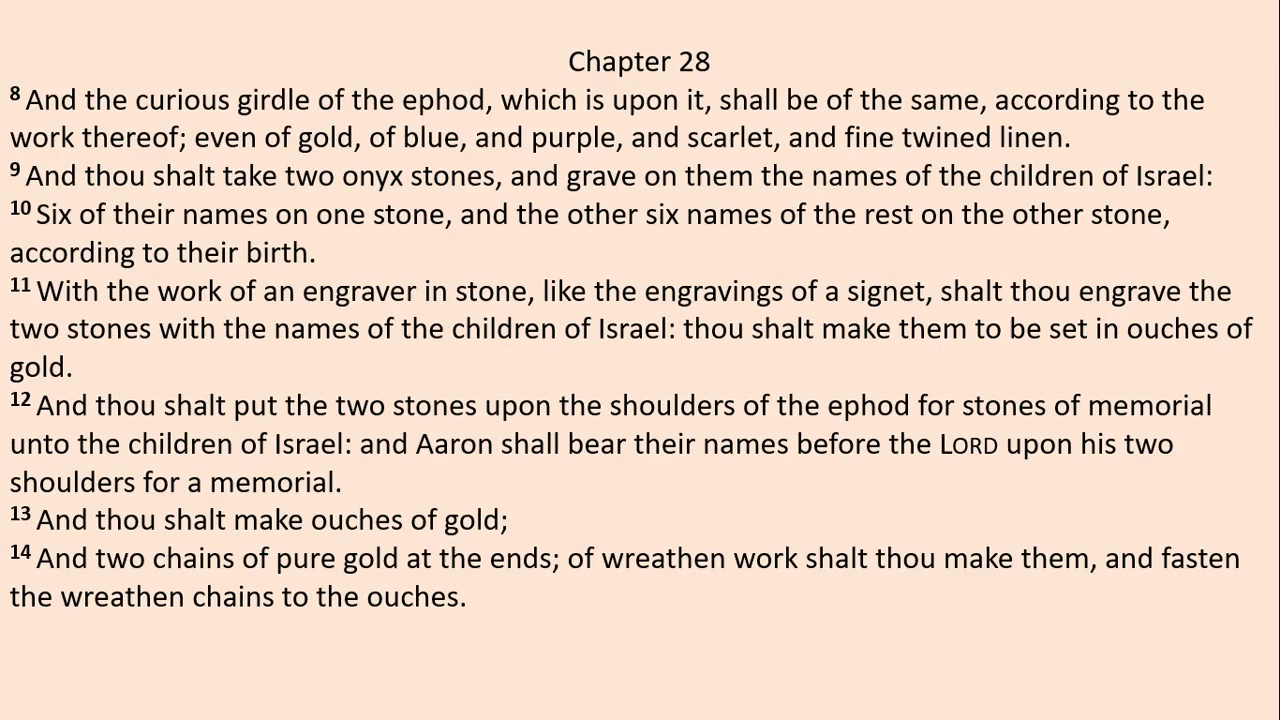 Chapter 28
8 And the curious girdle of the ephod, which is upon it, shall be of the same, according to the
work thereof; even of gold, of blue, and purple, and scarlet, and fine twined linen.
9 And thou shalt take two onyx stones, and grave on them the names of the children of Israel:
10 Six of their names on one stone, and the other six names of the rest on the other stone,
according to their birth.
11 With the work of an engraver in stone, like the engravings of a signet, shalt thou engrave the
two stones with the names of the children of Israel: thou shalt make them to be set in ouches of
gold.
12 And thou shalt put the two stones upon the shoulders of the ephod for stones of memorial
unto the children of Israel: and Aaron shall bear their names before the LORD upon his two
shoulders for a memorial.
13 And thou shalt make ouches of gold;
14 And two chains of pure gold at the ends; of wreathen work shalt thou make them, and fasten
the wreathen chains to the ouches.